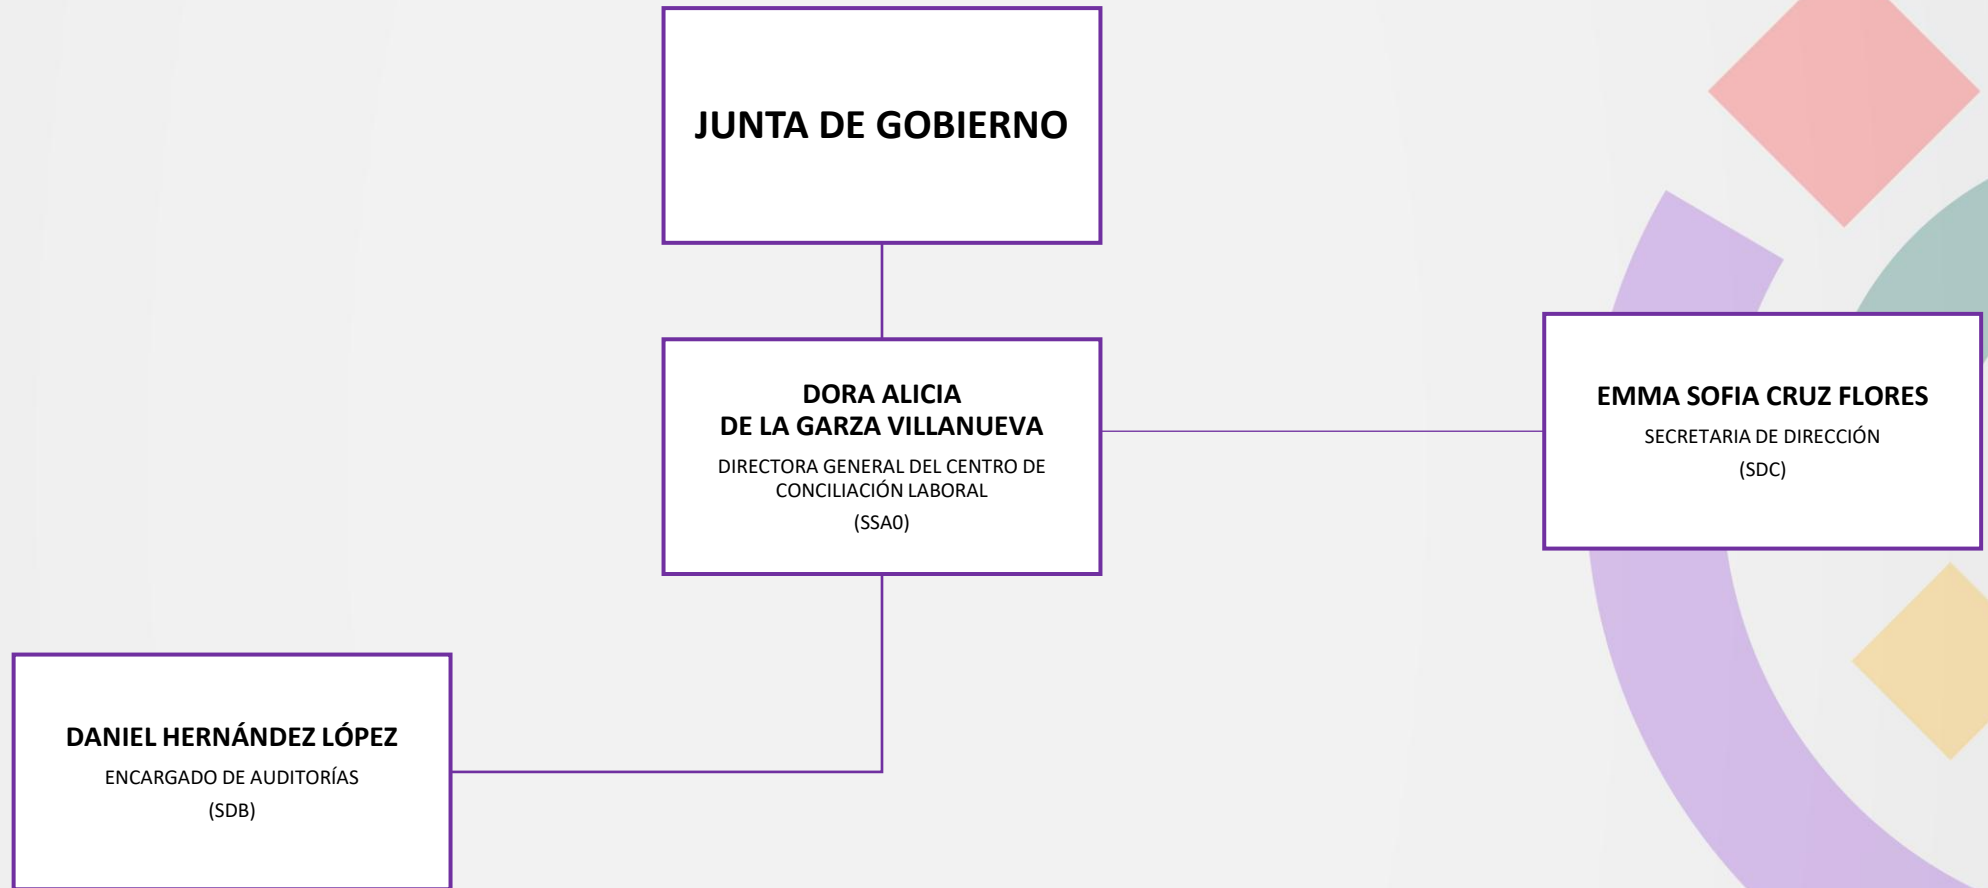 JUNTA DE GOBIERNO
DORA ALICIA
DE LA GARZA VILLANUEVA
DIRECTORA GENERAL DEL CENTRO DE
CONCILIACIÓN LABORAL
(SSA0)
EMMA SOFIA CRUZ FLORES
SECRETARIA DE DIRECCIÓN
(SDC)
DANIEL HERNÁNDEZ LÓPEZ
ENCARGADO DE AUDITORÍAS
(SDB)